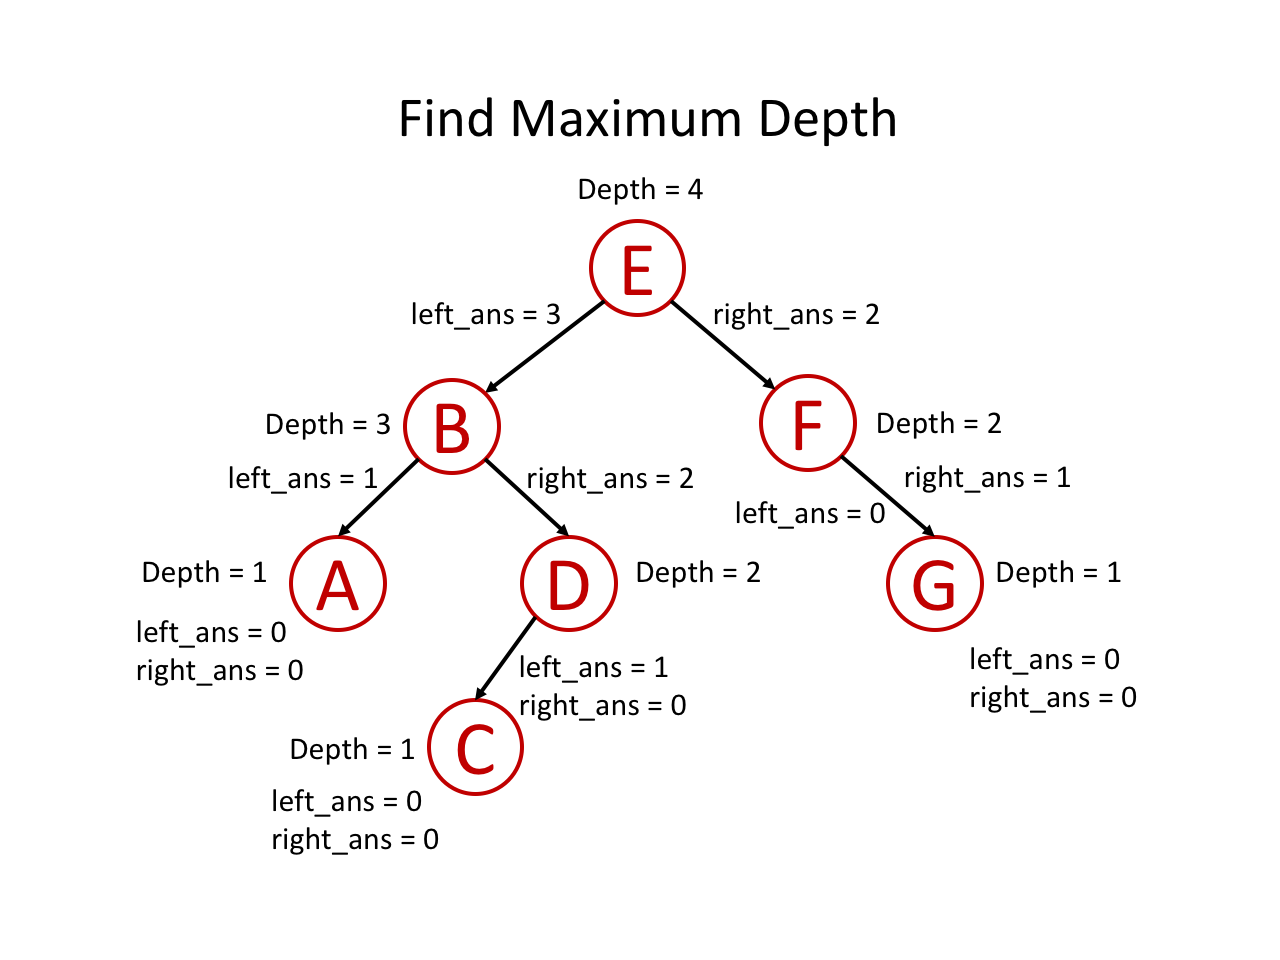 Find Maximum Depth
Depth = 4
E
left_ans = 3
right_ans = 2
Depth = 3
B
F
Depth = 2
left_ans = 1
right_ans = 2
right_ans = 1
left_ans = 0
Depth = 1
A
D
Depth = 2
G
Depth = 1
left_ans = 0
right_ans = 0
left_ans = 1
right_ans = 0
left_ans = 0
right_ans = 0
Depth = 1
C
left_ans = 0
right_ans = 0